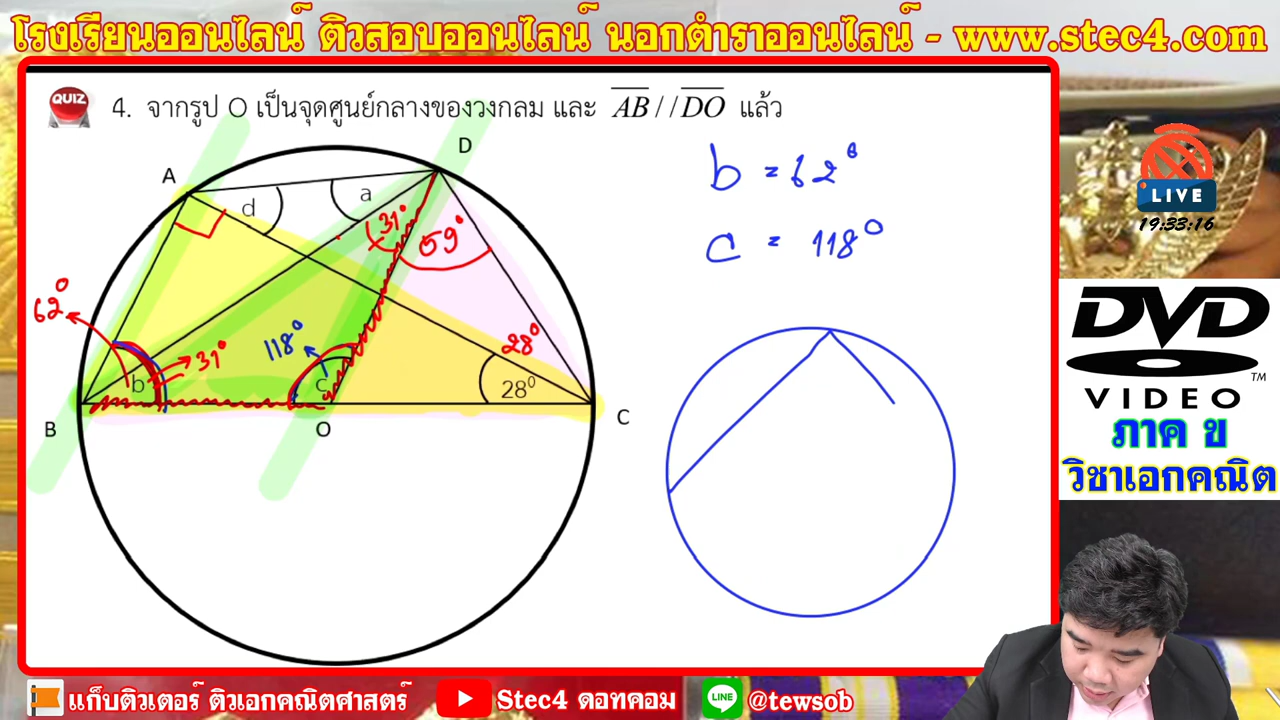 โรงเรียนออนไลน์ ติวสอบออนไลน์ นอกตำราออนไลน์ - www.stec4.com
QUIZ
4. จากรูป O เป็นจุดศูนย์กลางของวงกลม และ AB//DO แล้ว
b = 62°
c = 118°
LIVE
19:33:16
A
D
d
a
31°
59°
62°
118°
31°
28°
b
c
28⁰
B
O
C
DVD
VIDEO
TM
ภาค ข
วิชาเอกคณิต
แก็บติวเตอร์ ติวเอกคณิตศาสตร์
Stec4 ดอทคอม
LINE
@tewsob